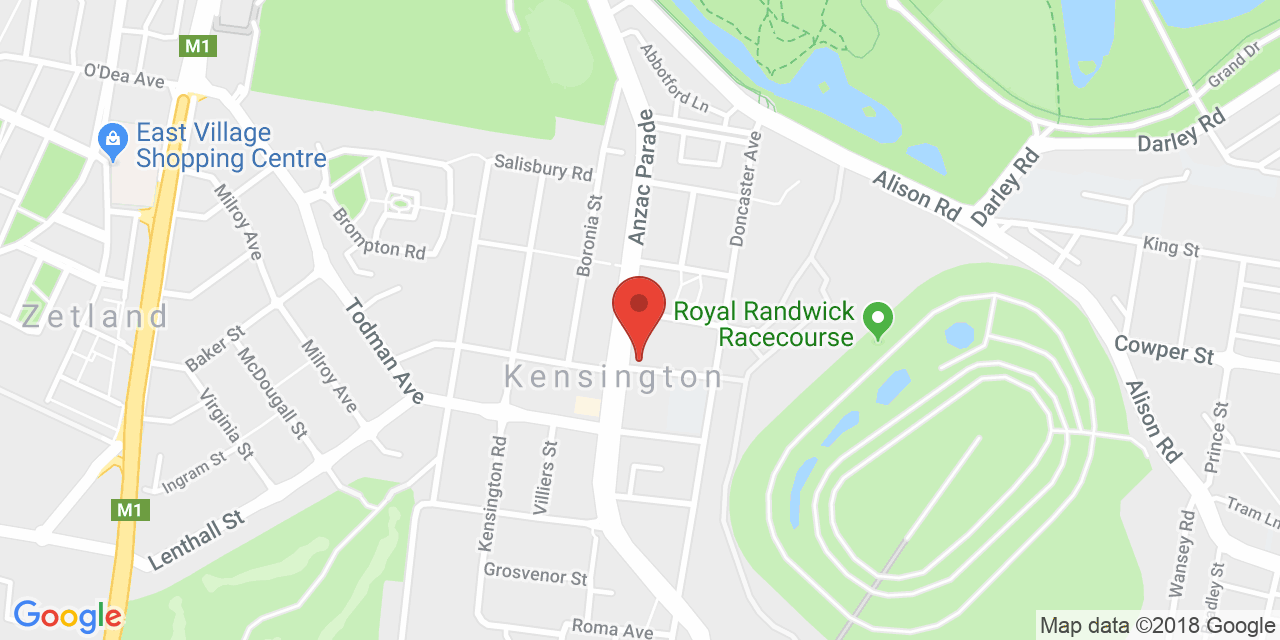 M1
O'Dea Ave
East Village
Shopping Centre
Abbotford Ln
Grand Dr
Darley Rd
Salisbury Rd
Anzac Parade
Doncaster Ave
Alison Rd
Darley Rd
Milroy Ave
Brompton Rd
Boronia St
King St
Zetland
Todman Ave
Royal Randwick
Racecourse
Baker St
McDougall St
Milroy Ave
Cowper St
Kensington
Virginia St
Alison Rd
Prince St
Ingram St
Kensington Rd
Villiers St
M1
Lenthall St
Tram Ln
Wansey Rd
Grosvenor St
Roma Ave
Google
Map data ©2018 Google